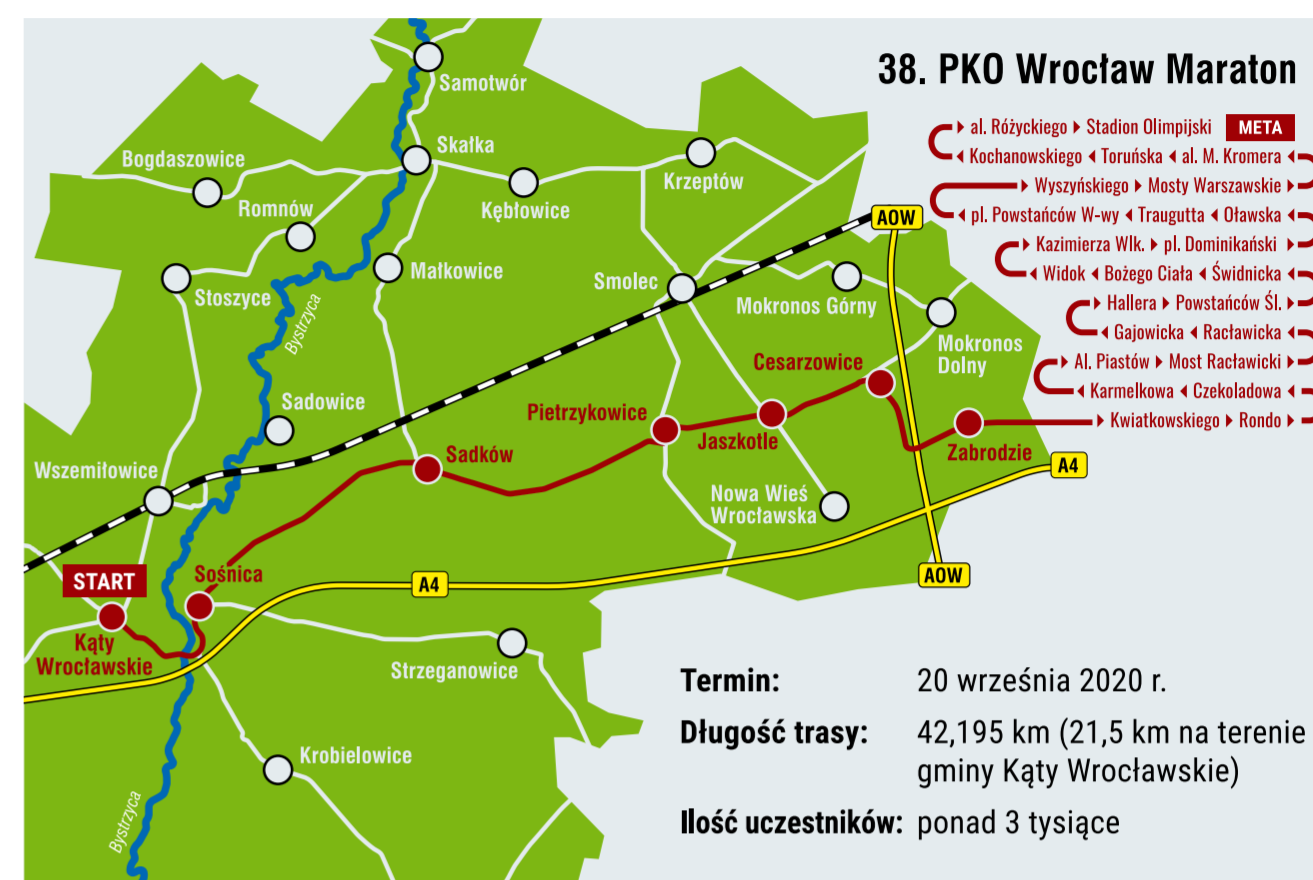 38. PKO Wrocław Maraton
al. Różyckiego Stadion Olimpijski META
Kochanowskiego Toruńska al. M. Kromera
Wyszyńskiego Mosty Warszawskie
pl. Powstańców W-wy Traugutta Oławska
Kazimierza Wlk. pl. Dominikański
Widok Bożego Ciała Świdnicka
Hallera Powstańców Śl.
Gajowicka Racławicka
Al. Piastów Most Racławicki
Karmelkowa Czekoladowa
Kwiatkowskiego Rondo
Samotwór
Skałka
Bogdaszowice
Krzeptów
Kębłowice
Romnów
AOW
Małkowice
Smolec
Stoszyce
Mokronos Górny
Bystrzyca
Mokronos
Dolny
Cesarzowice
Sadowice
Pietrzykowice
Jaszkotle
Zabrodzie
Sadków
A4
Wszemiłowice
Nowa Wieś
Wrocławska
START
Sośnica
A4
AOW
Kąty
Wrocławskie
Strzeganowice
Krobielowice
Bystrzyca
Termin: 20 września 2020 r.
Długość trasy: 42,195 km (21,5 km na terenie
gminy Kąty Wrocławskie)
Ilość uczestników: ponad 3 tysiące